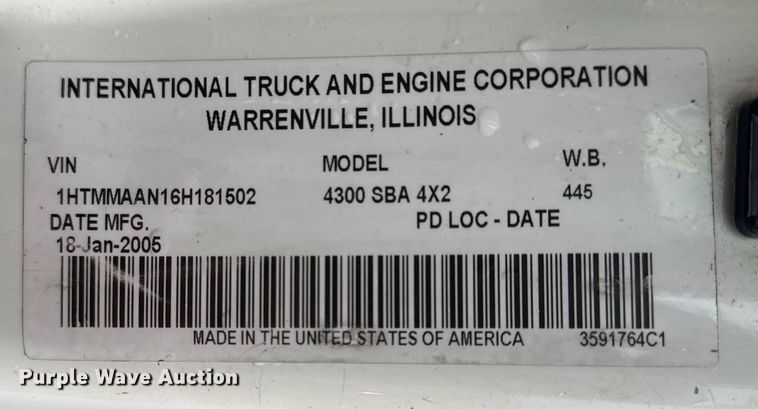 INTERNATIONAL TRUCK AND ENGINE CORPORATION
WARRENVILLE, ILLINOIS
VIN MODEL W.B.
1HTMMAAN16H181502 4300 SBA 4X2 445
DATE MFG. PD LOC - DATE
18-Jan-2005
MADE IN THE UNITED STATES OF AMERICA 3591764C1
Purple Wave Auction